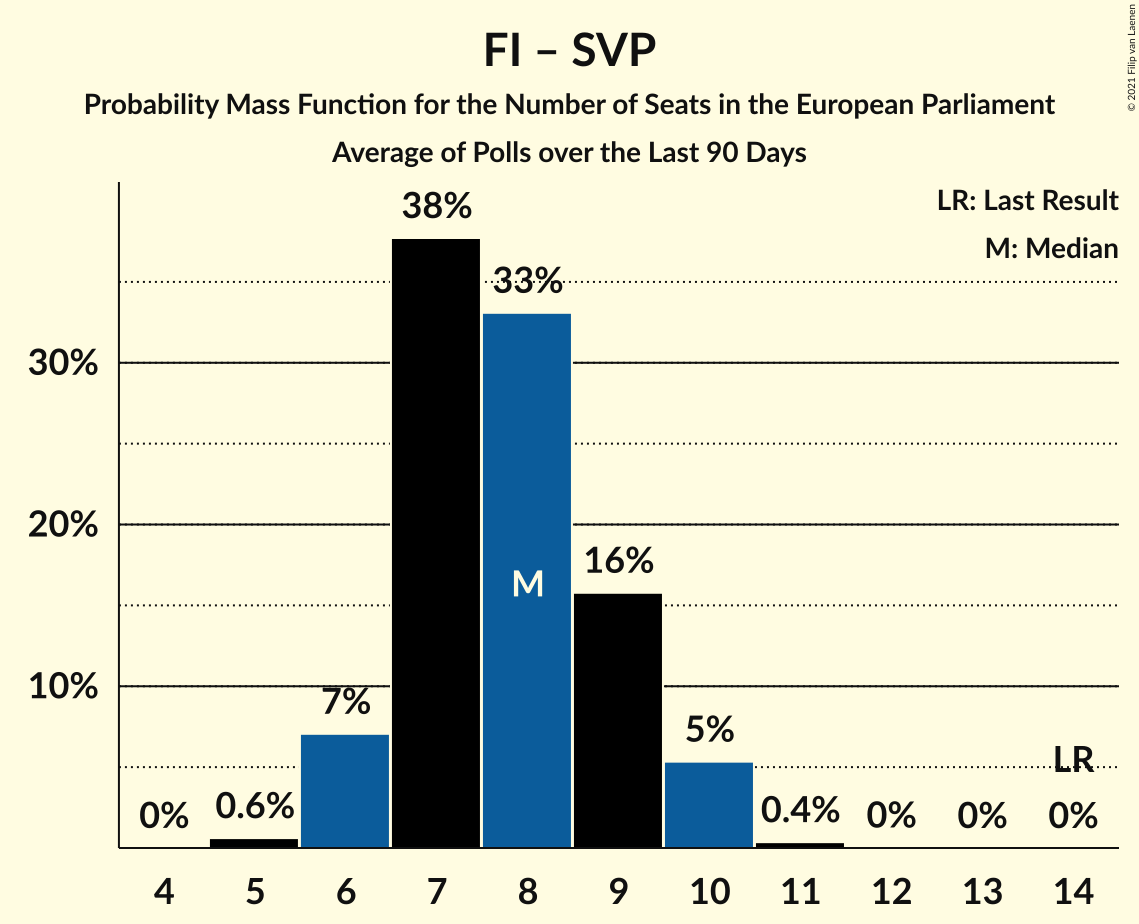 FI – SVP
Probability Mass Function for the Number of Seats in the European Parliament
Average of Polls over the Last 90 Days
© 2021 Filip van Laenen
LR: Last Result
M: Median
38%
33%
30%
20%
16%
M
10%
7%
5%
LR
0%
0.6%
0.4%
0%
0%
0%
4 5 6 7 8 9 10 11 12 13 14